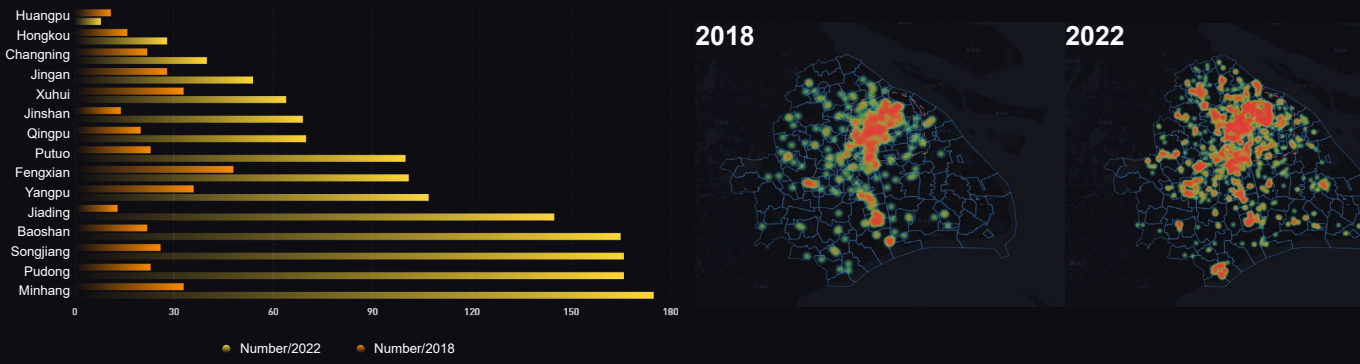 Huangpu
Hongkou
Changning
Jingan
Xuhui
Jinshan
Qingpu
Putuo
Fengxian
Yangpu
Jiading
Baoshan
Songjiang
Pudong
Minhang
0 30 60 90 120 150 180
Number/2022 Number/2018
2018
2022